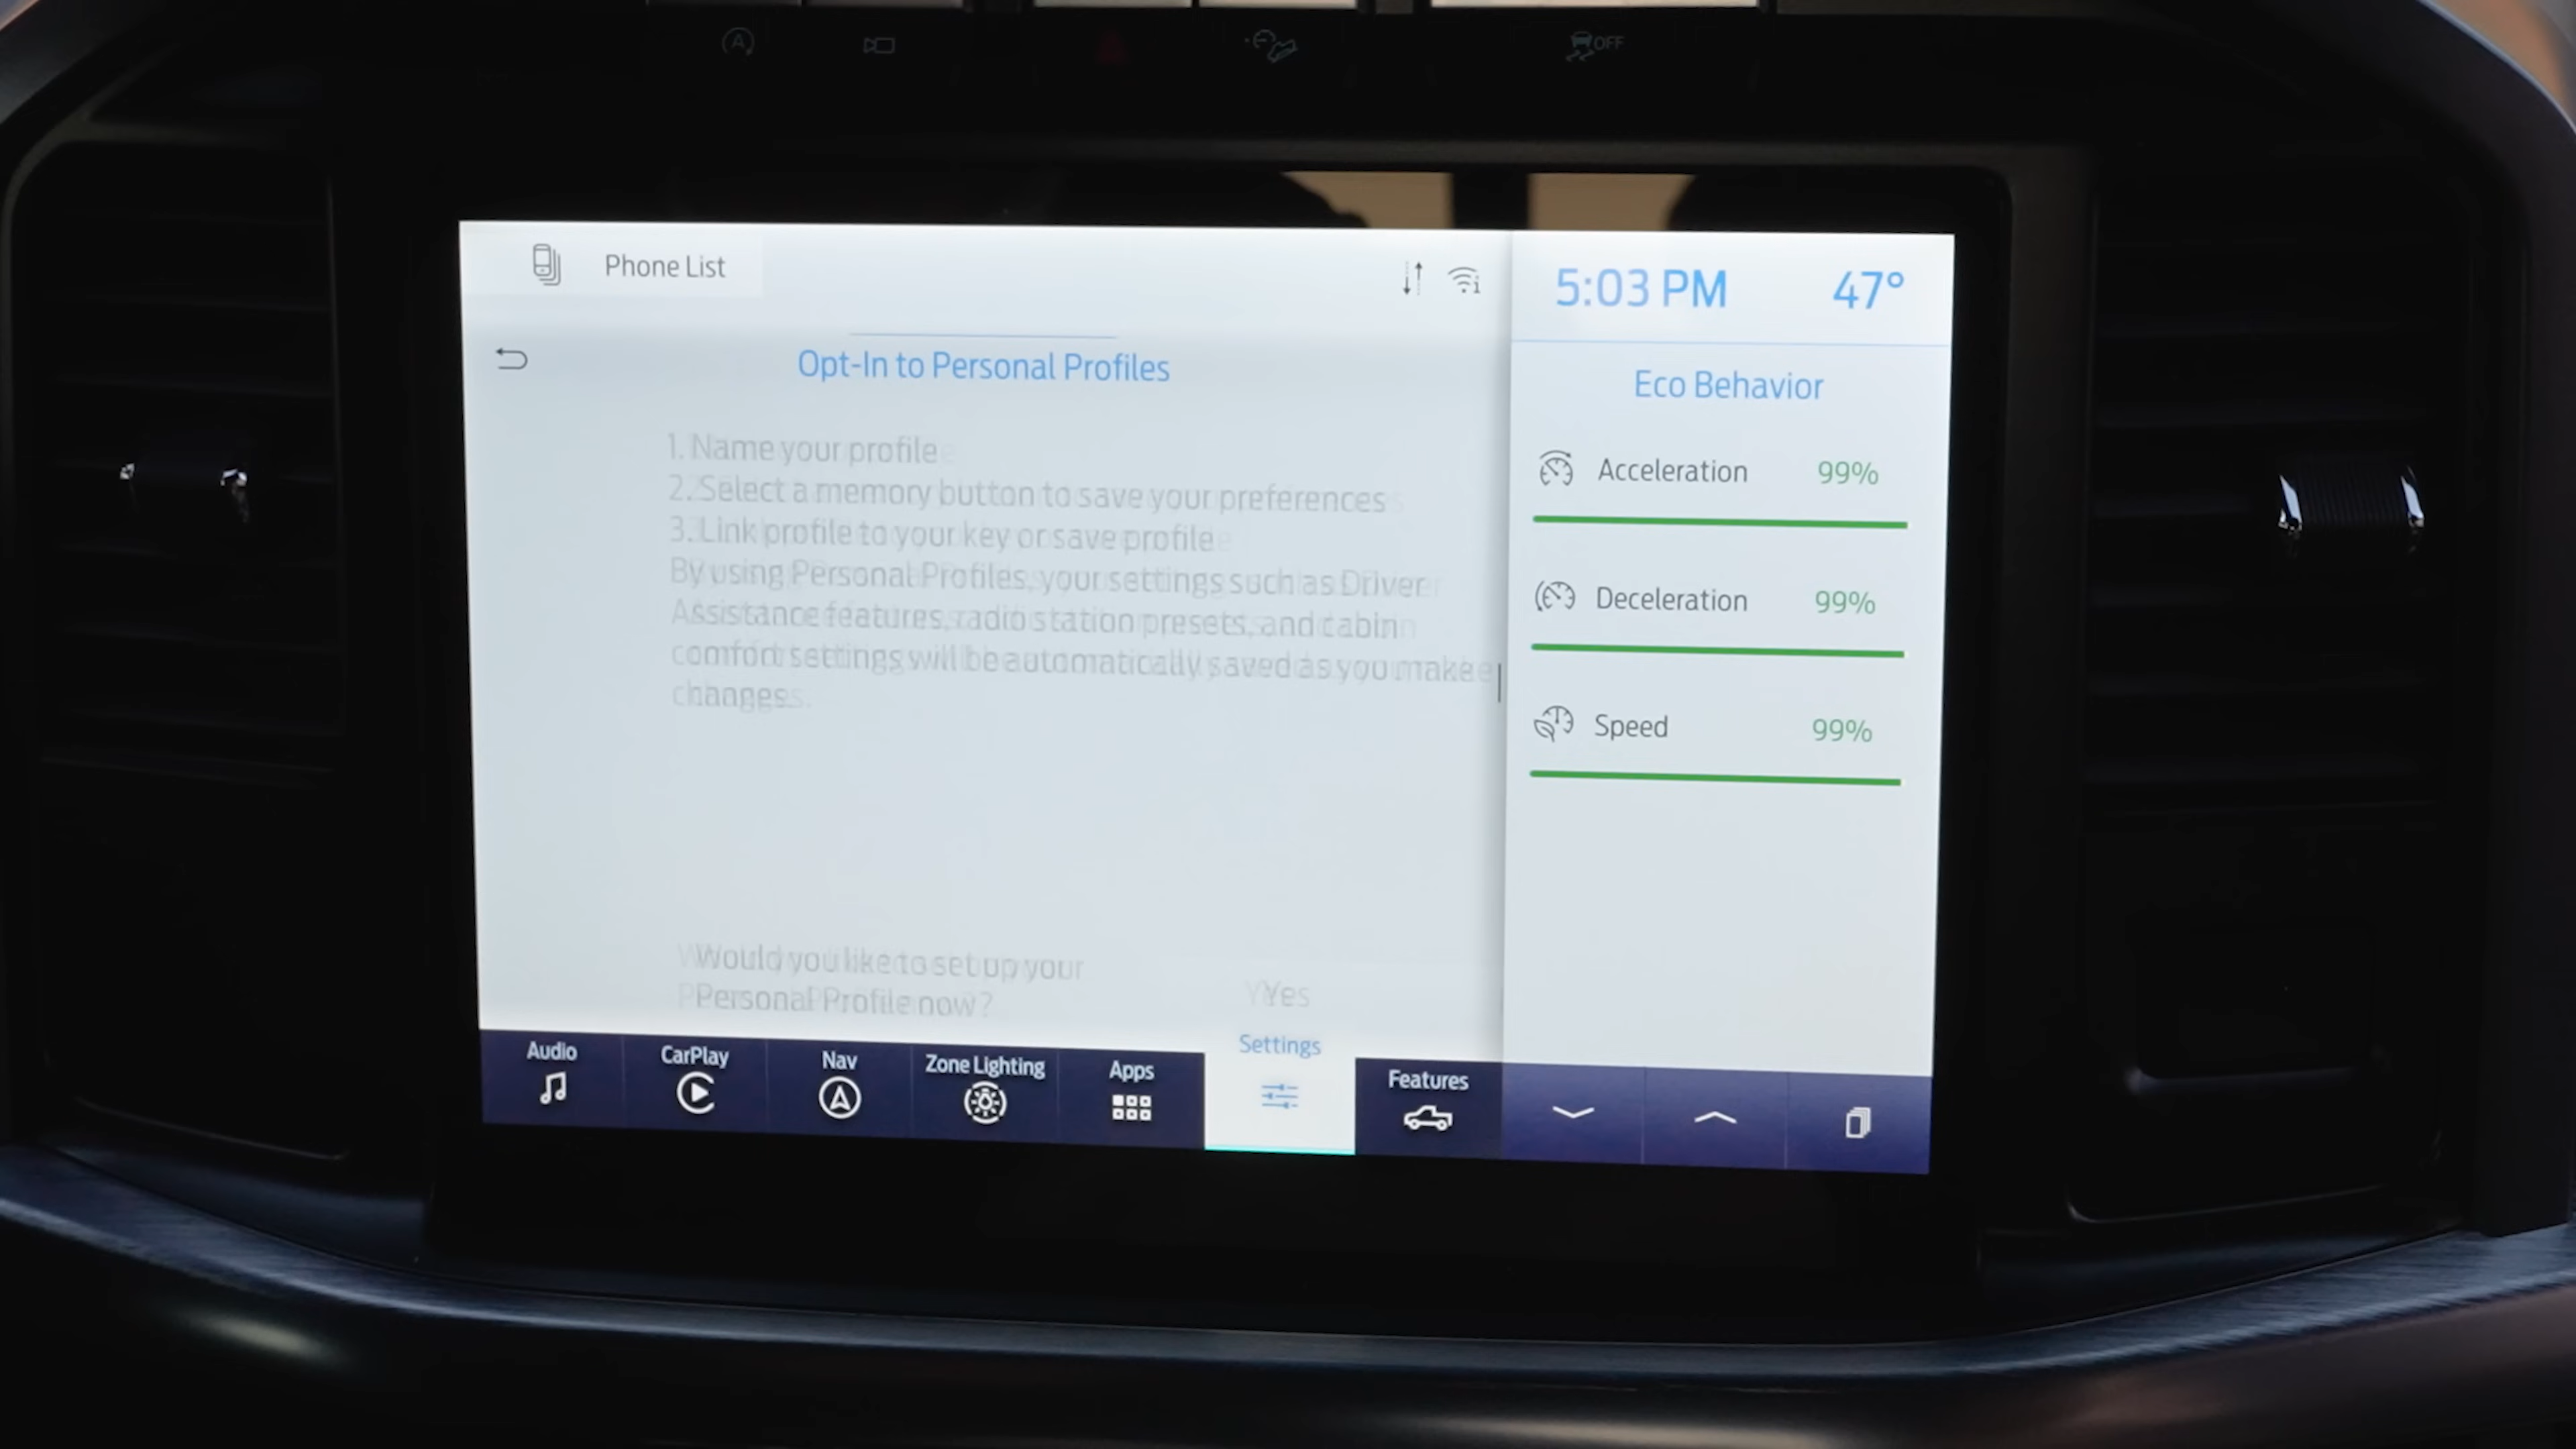 OFF
Phone List
5:03 PM 47°
Opt-In to Personal Profiles
1. Name your profile
2. Select a memory button to save your preferences
3. Link profile to your key or save profile
By using Personal Profiles, your settings such as Driver
Assistance features, radio station presets, and cabin
comfort settings will be automatically saved as you make
changes.
Would you like to set up your
Personal Profile now?
Yes
Eco Behavior
Acceleration 99%
Deceleration 99%
Speed 99%
Audio
CarPlay
Nav
Zone Lighting
Apps
Settings
Features